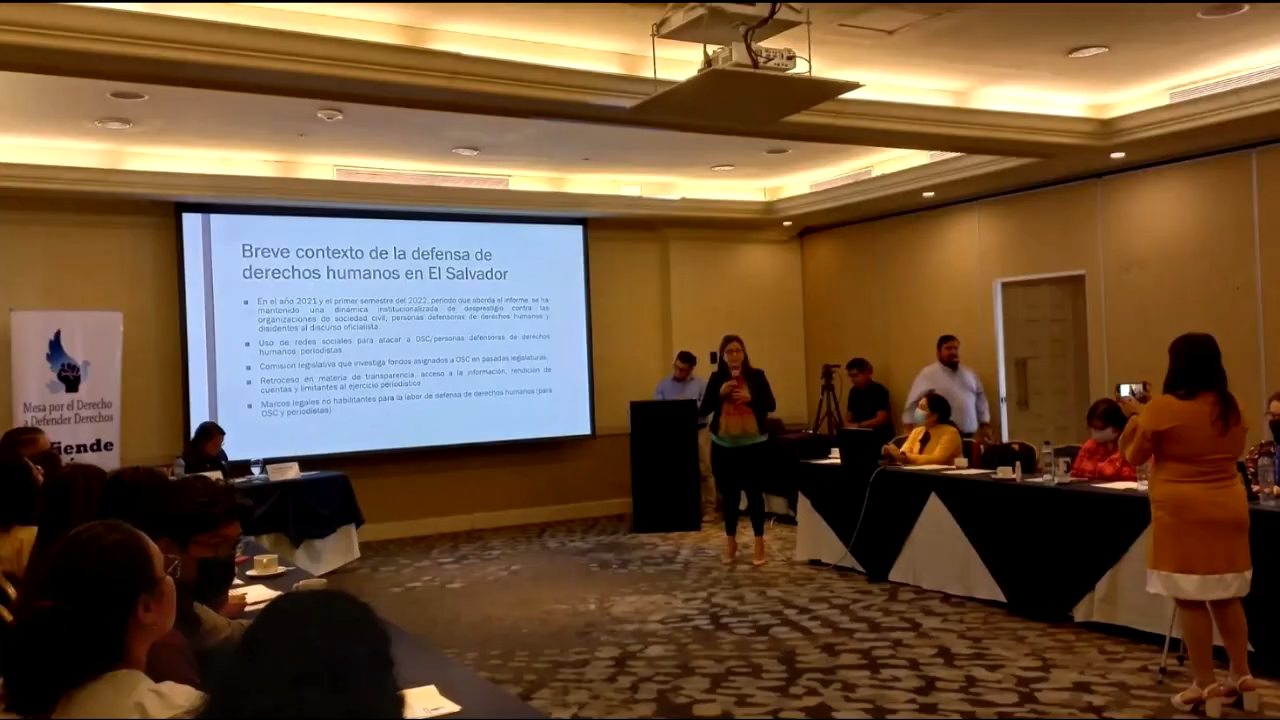 Breve contexto de la defensa de
derechos humanos en El Salvador
En el año 2021 y el primer semestre del 2022, periodo que aborda el informe, se ha
mantenido una dinámica institucionalizada de desprestigio contra las
organizaciones de sociedad civil, personas defensoras de derechos humanos y
disidentes al discurso oficialista.
Uso de redes sociales para atacar a OSC/personas defensoras de derechos
humanos, periodistas.
Comisión legislativa que investiga fondos asignados a OSC en pasadas legislaturas.
Retroceso en materia de transparencia, acceso a la información, rendición de
cuentas y limitantes al ejercicio periodístico
Marcos legales no habilitantes para la labor de defensa de derechos humanos (para
OSC y periodistas)
Mesa por el Derecho
a Defender Derechos
iende